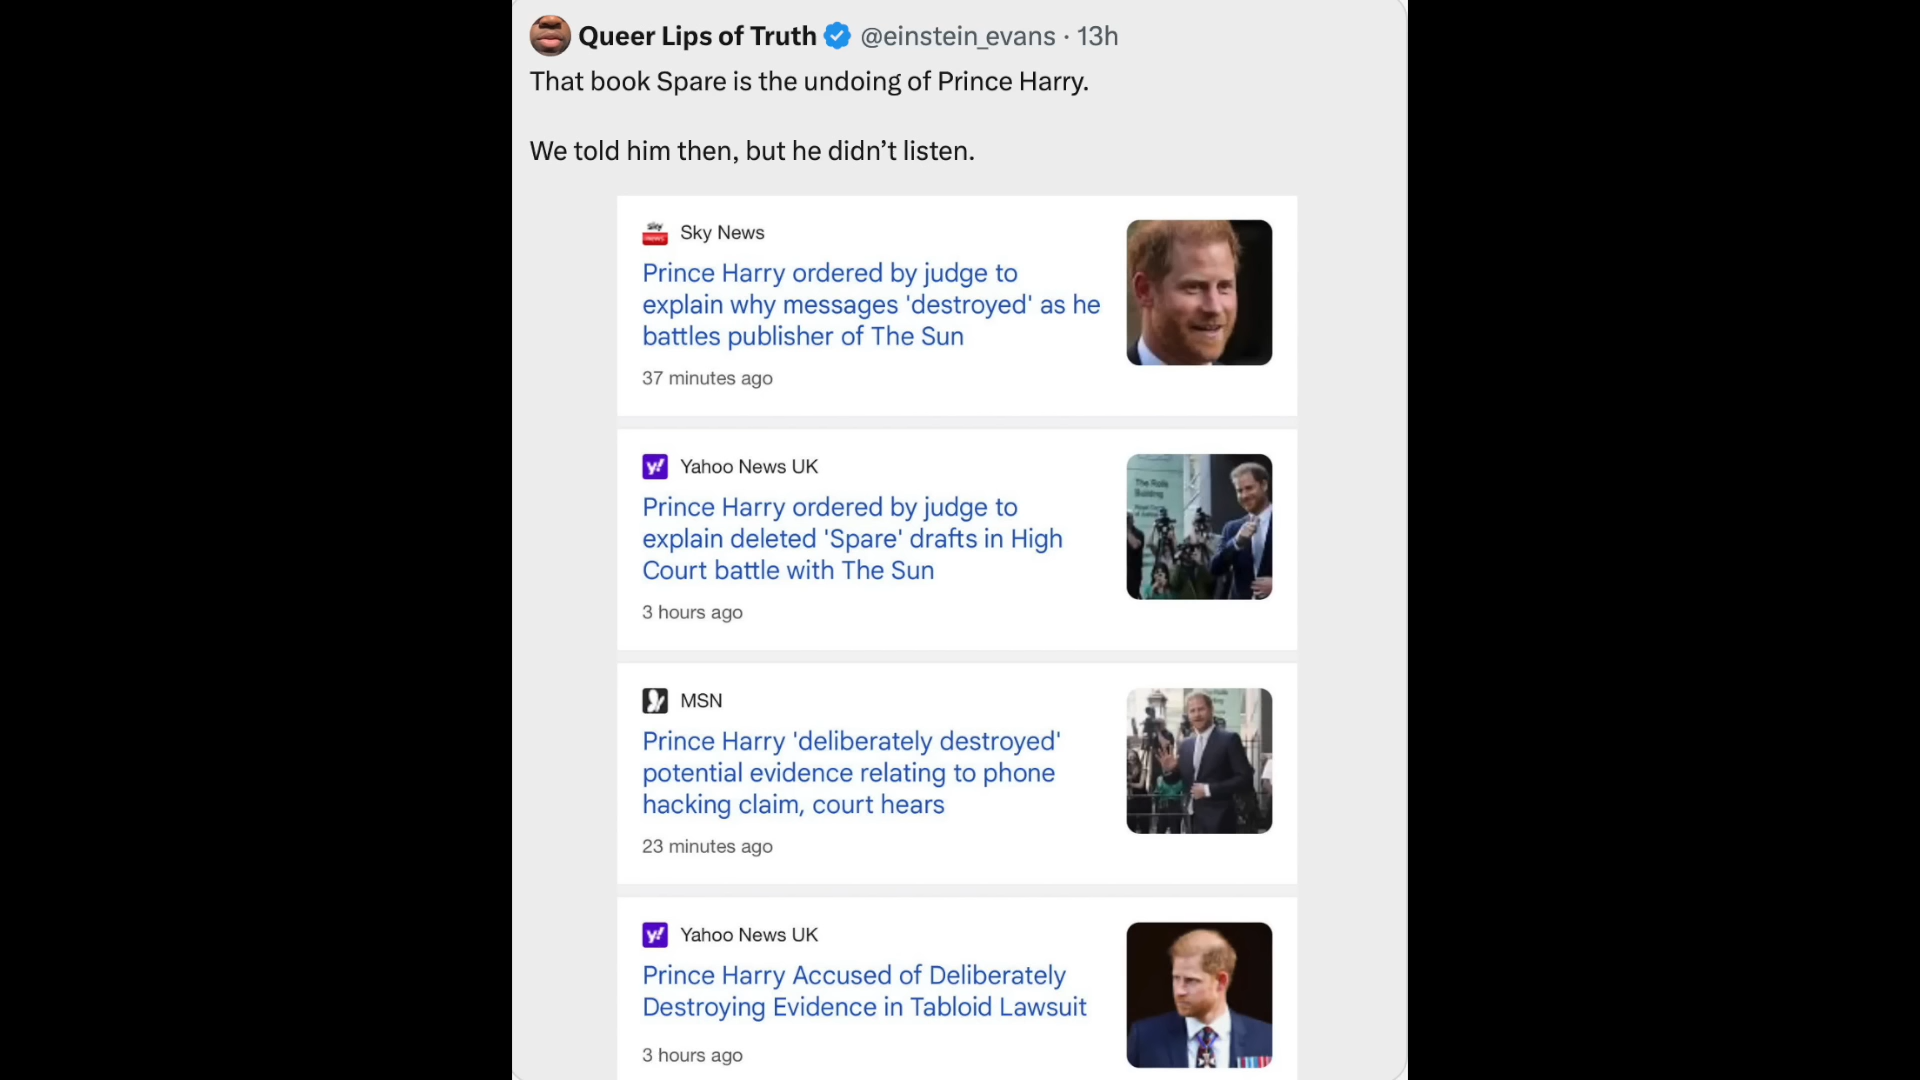 Queer Lips of Truth @einstein_evans · 13h
That book Spare is the undoing of Prince Harry.
We told him then, but he didn’t listen.
sky news Sky News
Prince Harry ordered by judge to
explain why messages 'destroyed' as he
battles publisher of The Sun
37 minutes ago
y! Yahoo News UK
Prince Harry ordered by judge to
explain deleted 'Spare' drafts in High
Court battle with The Sun
3 hours ago
The Rolls
Building
MSN
Prince Harry 'deliberately destroyed'
potential evidence relating to phone
hacking claim, court hears
23 minutes ago
y! Yahoo News UK
Prince Harry Accused of Deliberately
Destroying Evidence in Tabloid Lawsuit
3 hours ago